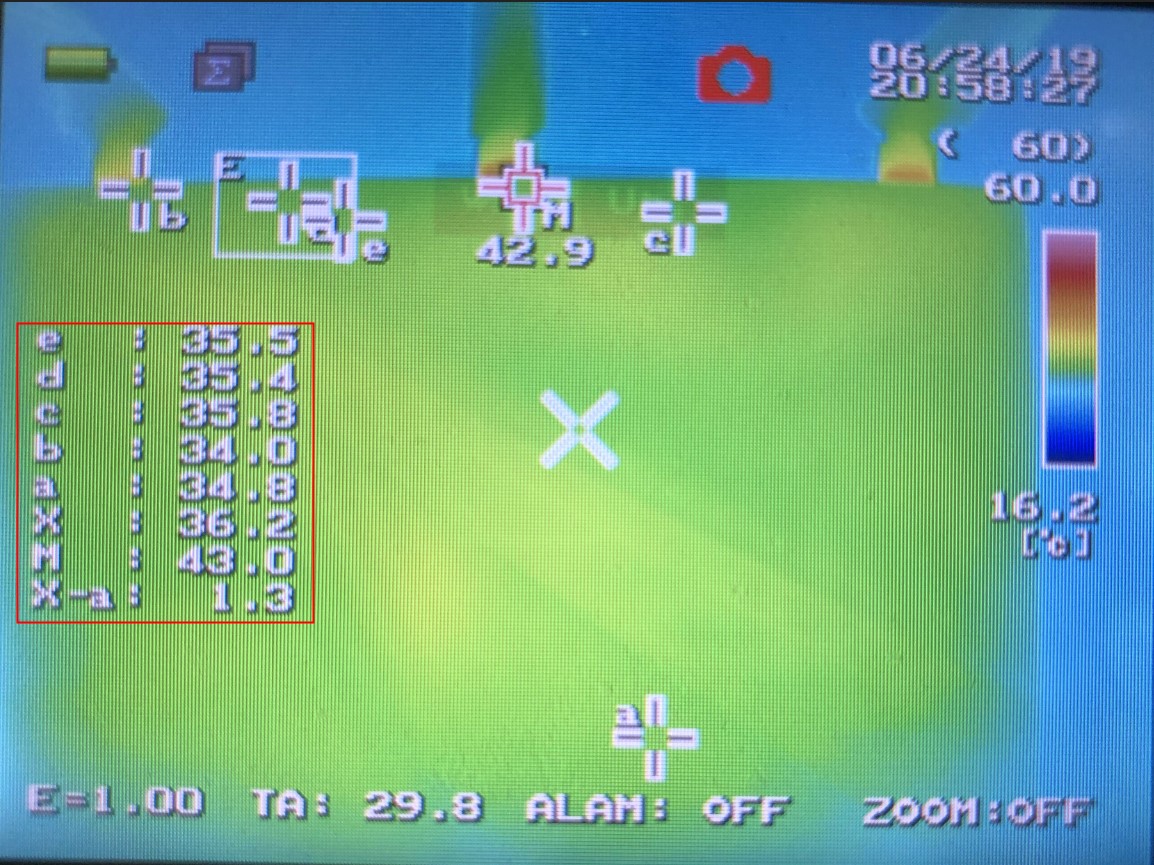 Σ
06/24/19
20:58:27
( 60)
60.0
E
b
d
e
M
42.9
c
e : 35.5
d : 35.4
c : 35.8
b : 34.0
a : 34.8
X : 36.2
M : 43.0
X-a: 1.3
16.2
[℃]
a
E=1.00 TA: 29.8 ALAM: OFF ZOOM:OFF